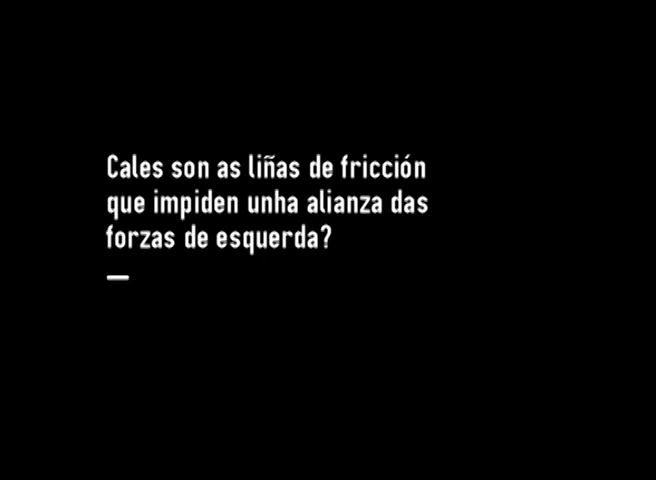 Cales son as liñas de fricción
que impiden unha alianza das
forzas de esquerda?